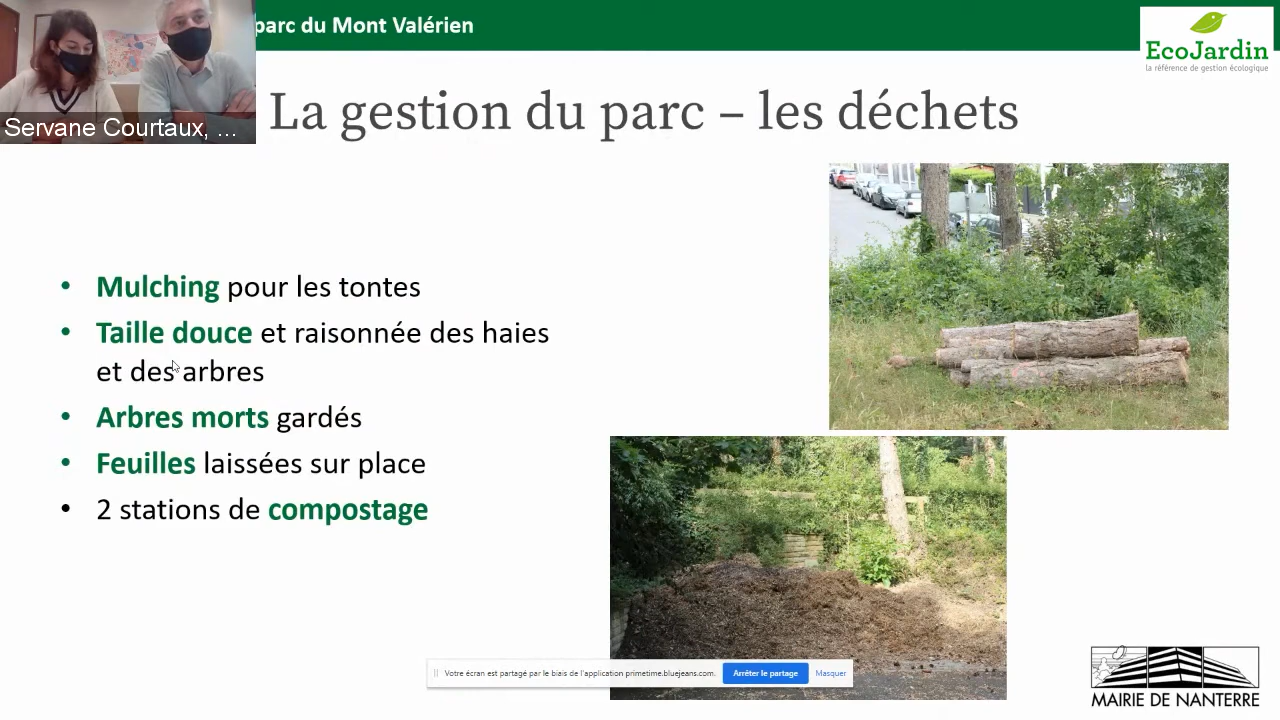 parc du Mont Valérien
EcoJardin
la référence de gestion écologique
Servane Courtaux, ...
La gestion du parc – les déchets
• Mulching pour les tontes
• Taille douce et raisonnée des haies
et des arbres
• Arbres morts gardés
• Feuilles laissées sur place
• 2 stations de compostage
Votre écran est partagé par le biais de l'application primetime.bluejeans.com.
Arrêter le partage
Masquer
MAIRIE DE NANTERRE